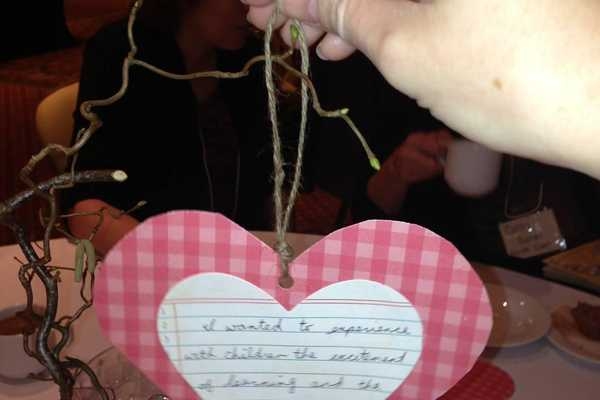 I wanted to experience
with children the excitement
of learning and the